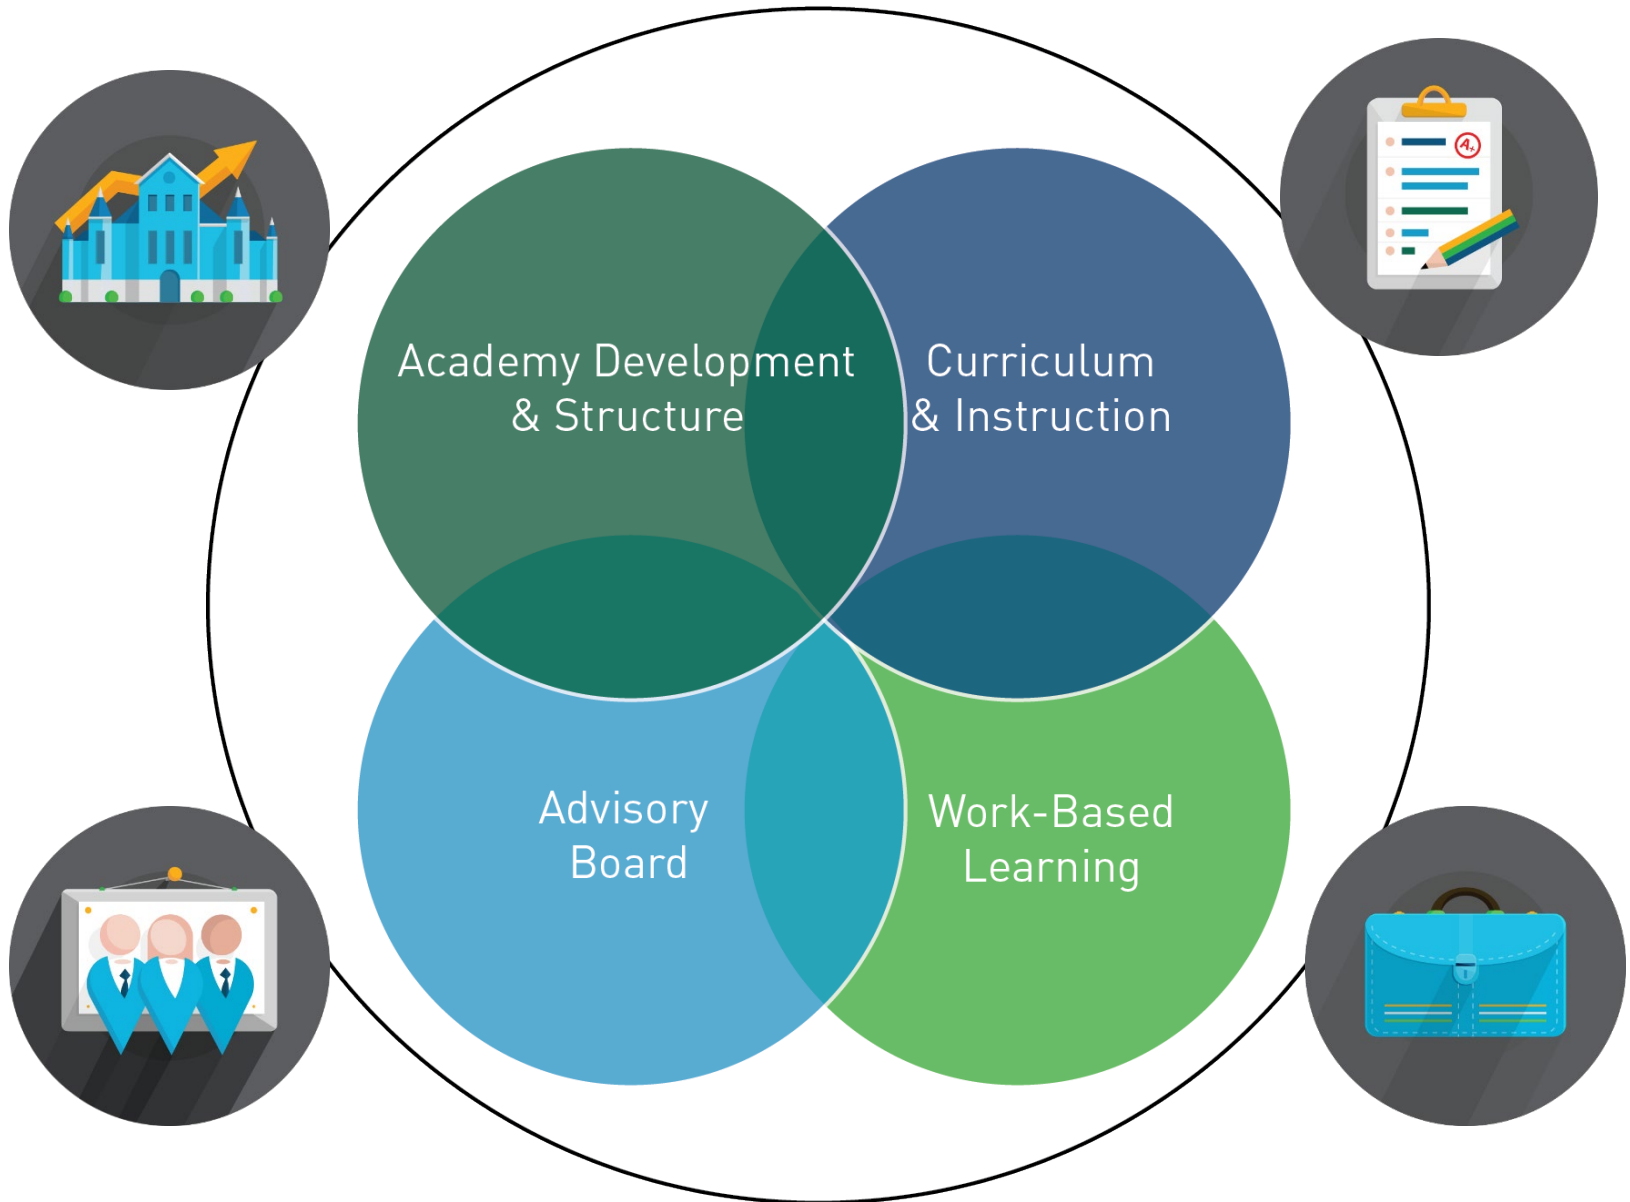 Academy Development
& Structure
Curriculum
& Instruction
Advisory
Board
Work-Based
Learning
A+